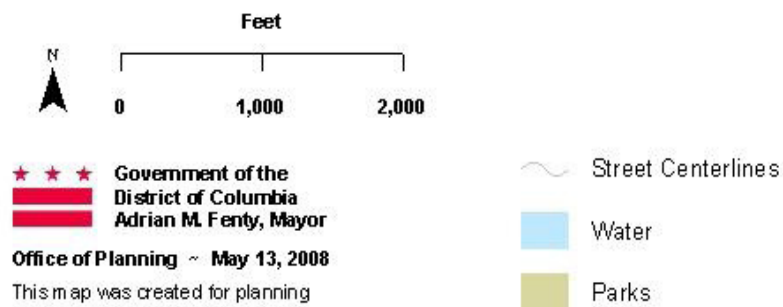 Feet
N
0 1,000 2,000
Government of the
District of Columbia
Adrian M. Fenty, Mayor
Office of Planning ~ May 13, 2008
This map was created for planning
Street Centerlines
Water
Parks